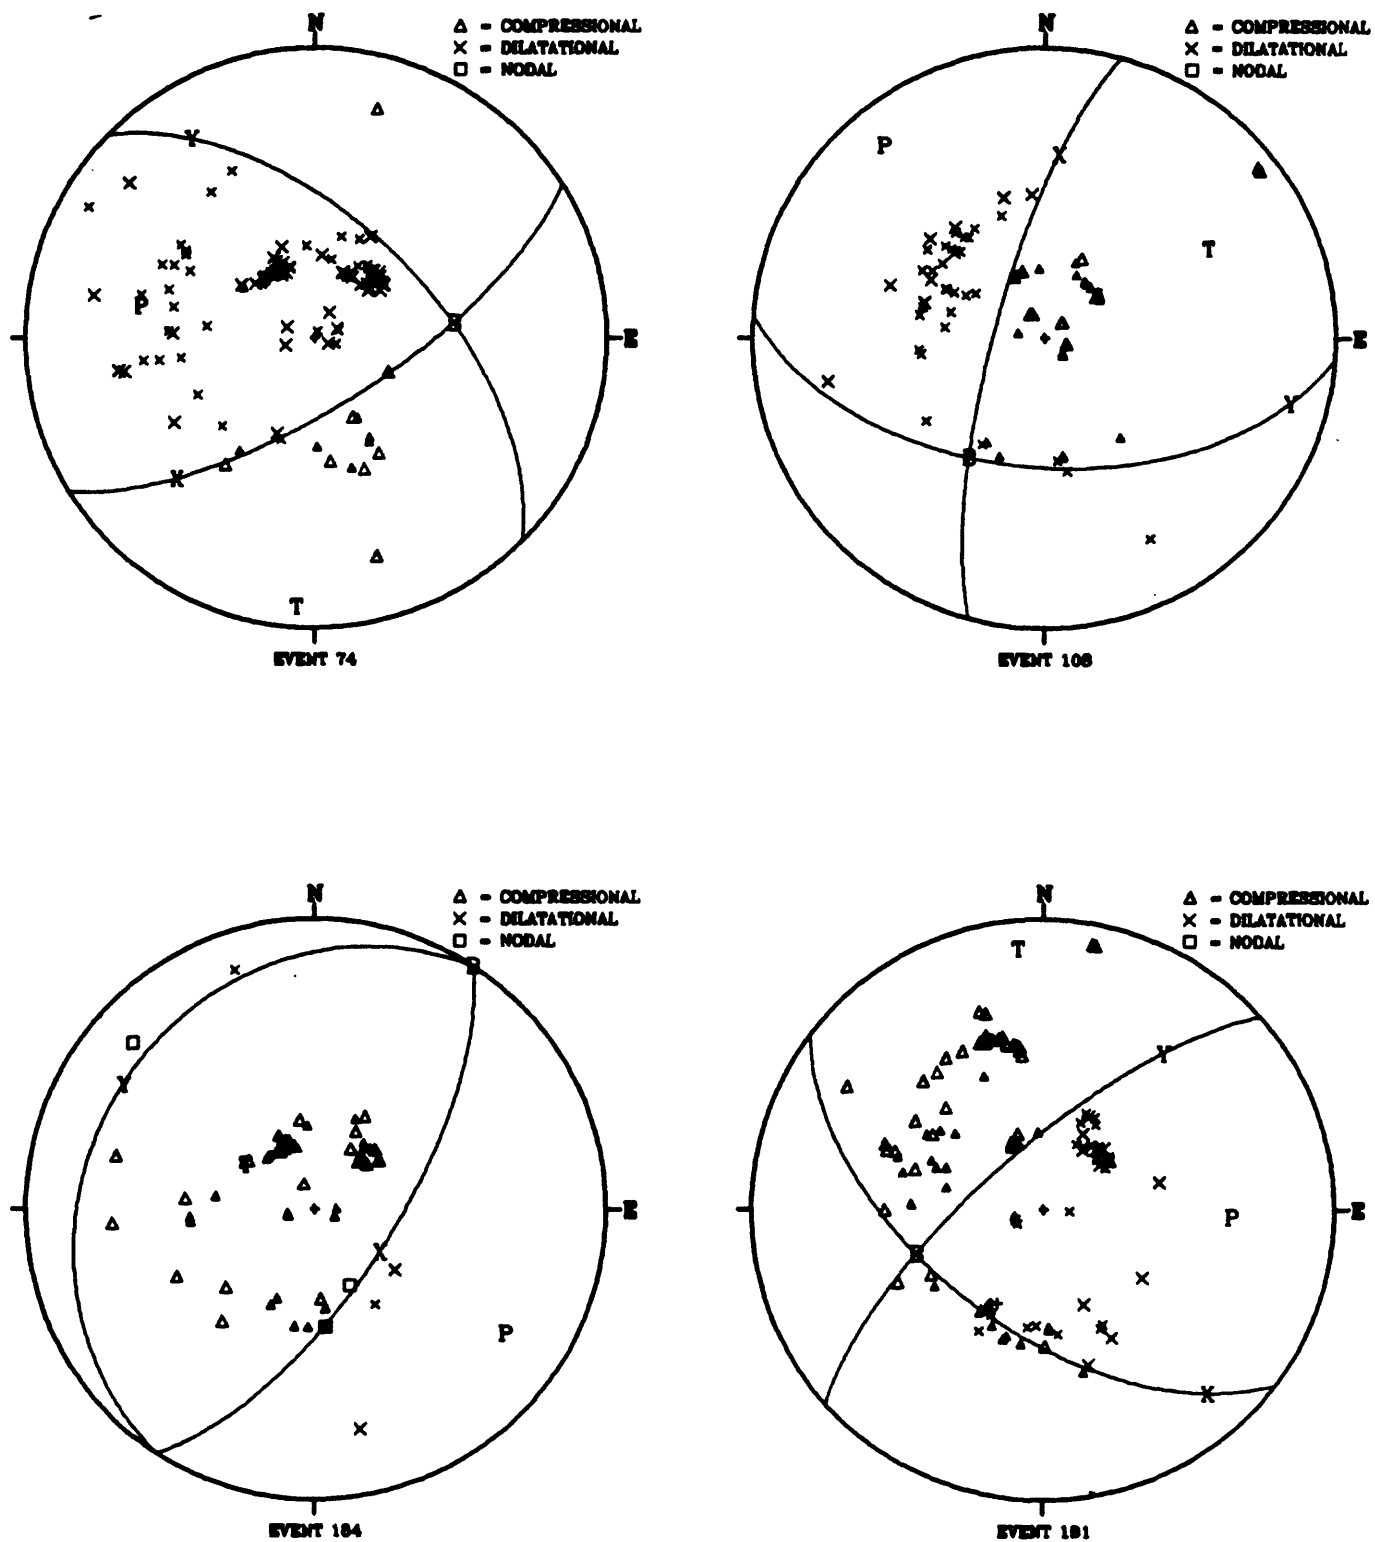 N
△ = COMPRESSIONAL
× = DILATATIONAL
□ = NODAL
Y
P
B
E
X
T
EVENT 74
N
△ = COMPRESSIONAL
× = DILATATIONAL
□ = NODAL
P
X
T
E
Y
B
EVENT 108
N
△ = COMPRESSIONAL
× = DILATATIONAL
□ = NODAL
B
Y
E
X
P
EVENT 184
N
△ = COMPRESSIONAL
× = DILATATIONAL
□ = NODAL
T
Y
P
E
B
X
EVENT 191